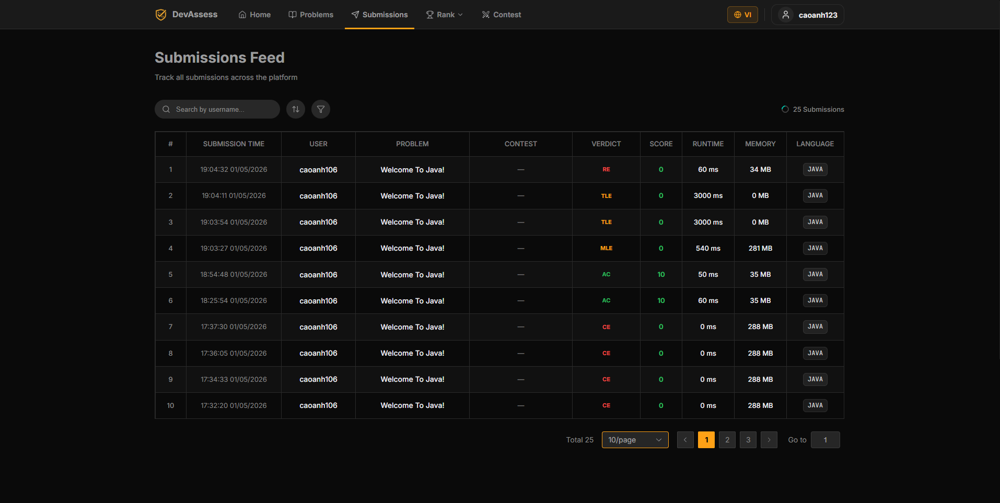 DevAssess Home Problems Submissions Rank Contest VI caoanh123
Submissions Feed
Track all submissions across the platform
Search by username... 25 Submissions
# SUBMISSION TIME USER PROBLEM CONTEST VERDICT SCORE RUNTIME MEMORY LANGUAGE
1 19:04:32 01/05/2026 caoanh106 Welcome To Java! — RE 0 60 ms 34 MB JAVA
2 19:04:11 01/05/2026 caoanh106 Welcome To Java! — TLE 0 3000 ms 0 MB JAVA
3 19:03:54 01/05/2026 caoanh106 Welcome To Java! — TLE 0 3000 ms 0 MB JAVA
4 19:03:27 01/05/2026 caoanh106 Welcome To Java! — MLE 0 540 ms 281 MB JAVA
5 18:54:48 01/05/2026 caoanh106 Welcome To Java! — AC 10 50 ms 35 MB JAVA
6 18:25:54 01/05/2026 caoanh106 Welcome To Java! — AC 10 60 ms 35 MB JAVA
7 17:37:30 01/05/2026 caoanh106 Welcome To Java! — CE 0 0 ms 288 MB JAVA
8 17:36:05 01/05/2026 caoanh106 Welcome To Java! — CE 0 0 ms 288 MB JAVA
9 17:34:33 01/05/2026 caoanh106 Welcome To Java! — CE 0 0 ms 288 MB JAVA
10 17:32:20 01/05/2026 caoanh106 Welcome To Java! — CE 0 0 ms 288 MB JAVA
Total 25 10/page 1 2 3 Go to 1